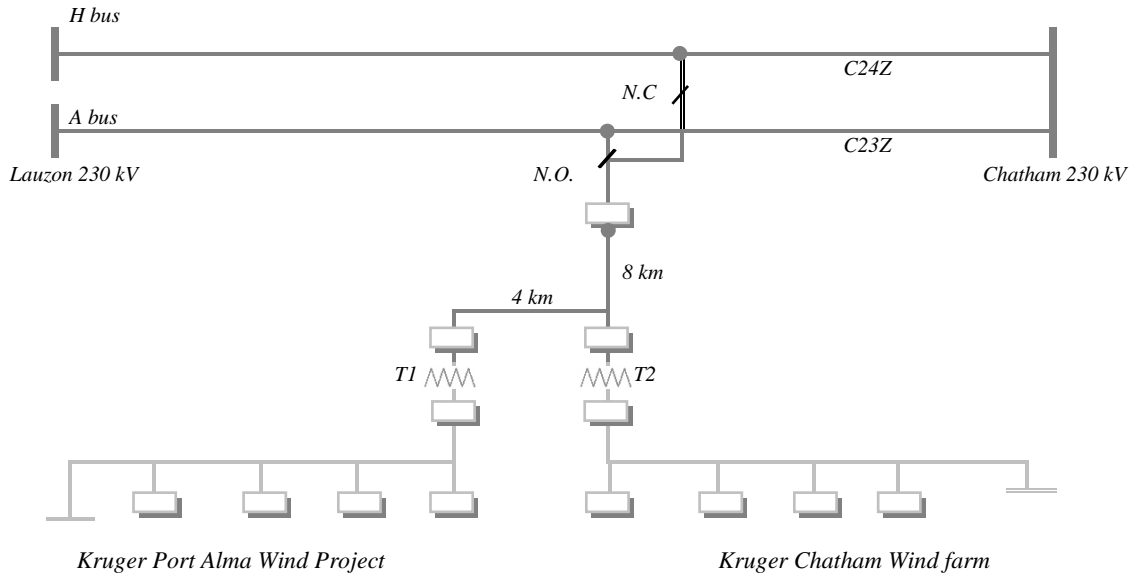 H bus
C24Z
N.C
A bus
C23Z
Lauzon 230 kV
N.O.
Chatham 230 kV
8 km
4 km
T1
T2
Kruger Port Alma Wind Project
Kruger Chatham Wind farm